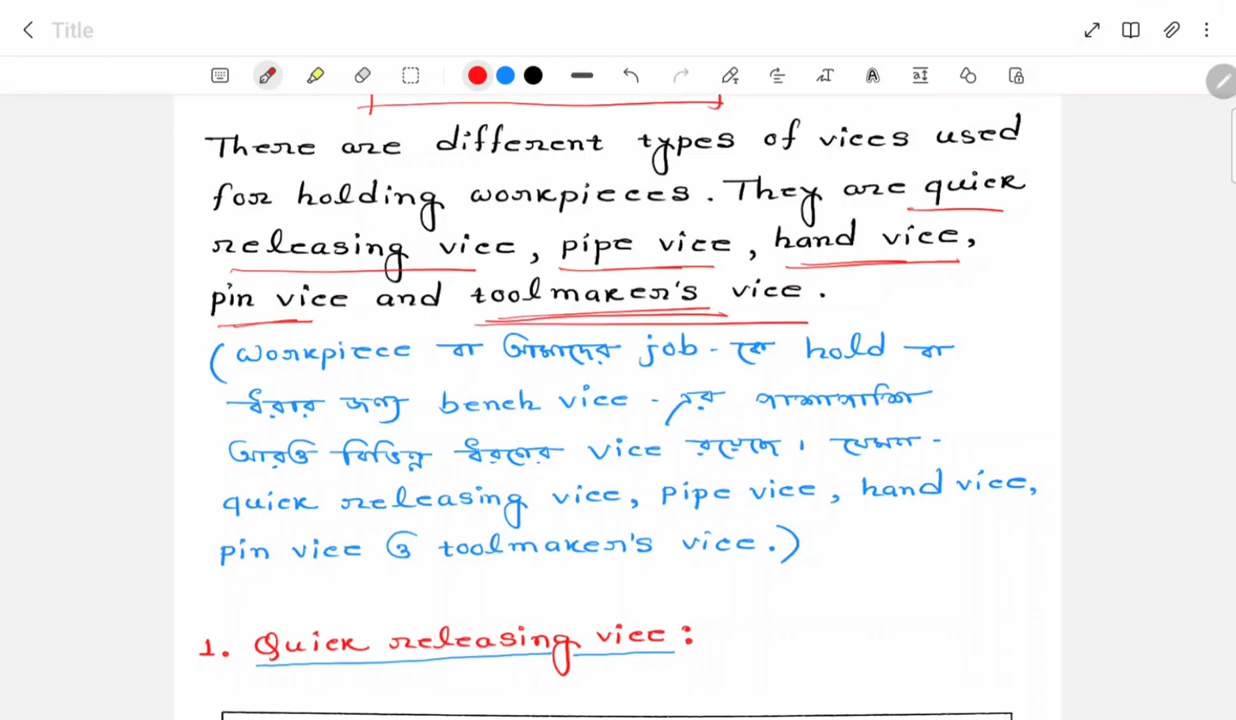 Title
There are different types of vices used
for holding workpieces. They are quick
releasing vice, pipe vice, hand vice,
pin vice and toolmaker's vice.
(workpiece বা আমাদের job-কে hold বা
ধরার জন্য bench vice-এর পাশাপাশি
আরও বিভিন্ন ধরণের vice রয়েছে। যেমন-
quick releasing vice, pipe vice, hand vice,
pin vice ও toolmaker's vice.)
1. Quick releasing vice: